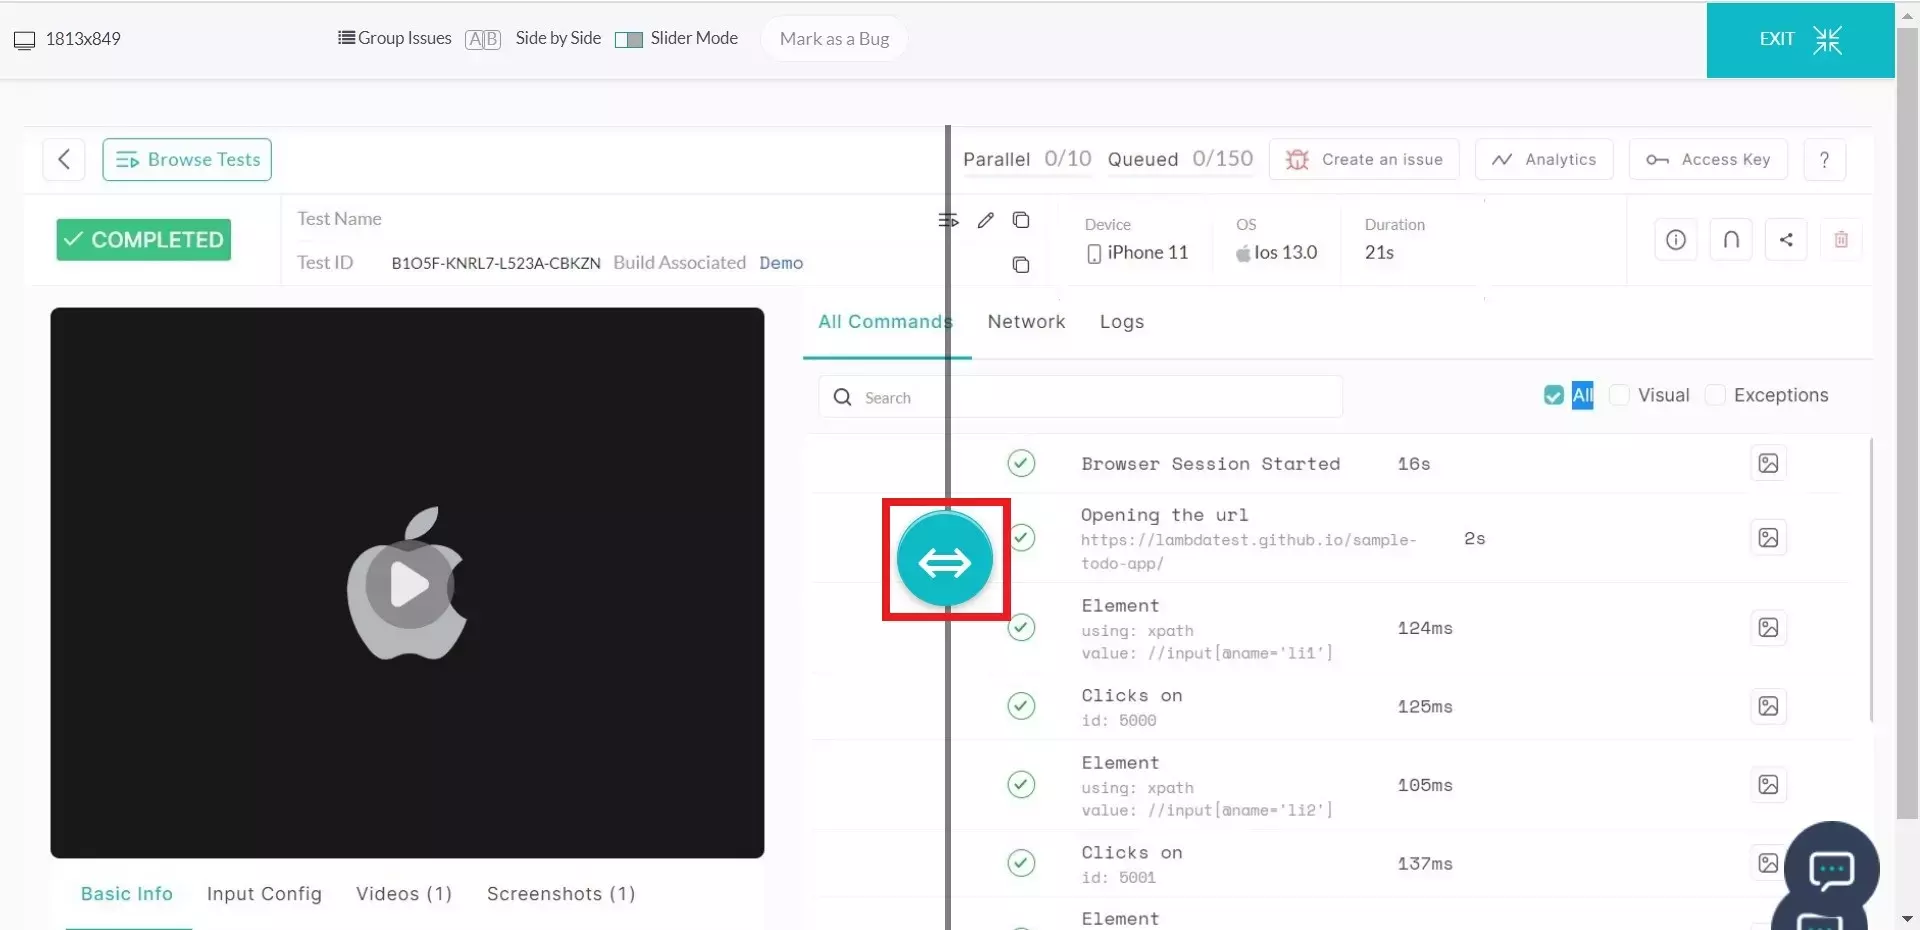 1813x849
Group Issues
A|B Side by Side
Slider Mode
Mark as a Bug
EXIT
Browse Tests
Parallel 0/10 Queued 0/150
Create an issue
Analytics
Access Key
?
COMPLETED
Test Name
Test ID B1O5F-KNRL7-L523A-CBKZN Build Associated Demo
Device
iPhone 11
OS
Ios 13.0
Duration
21s
All Commands Network Logs
Search
All Visual Exceptions
Browser Session Started 16s
Opening the url
https://lambdatest.github.io/sample-
todo-app/
2s
Element
using: xpath
value: //input[@name='li1']
124ms
Clicks on
id: 5000
125ms
Element
using: xpath
value: //input[@name='li2']
105ms
Clicks on
id: 5001
137ms
Element
Basic Info Input Config Videos (1) Screenshots (1)